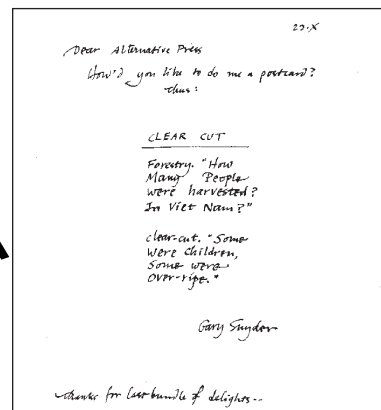 23.X
Dear Alternative Press
How'd you like to do me a postcard?
thus:
CLEAR CUT
Forestry. "How
Many People
were harvested?
In Viet Nam?"
clear-cut. "Some
Were Children,
Some were
Over-ripe."
Gary Snyder
thanks for last bundle of delights--